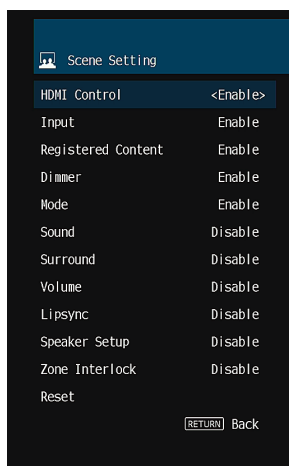 Scene Setting
HDMI Control <Enable>
Input Enable
Registered Content Enable
Dimmer Enable
Mode Enable
Sound Disable
Surround Disable
Volume Disable
Lipsync Disable
Speaker Setup Disable
Zone Interlock Disable
Reset
RETURN Back